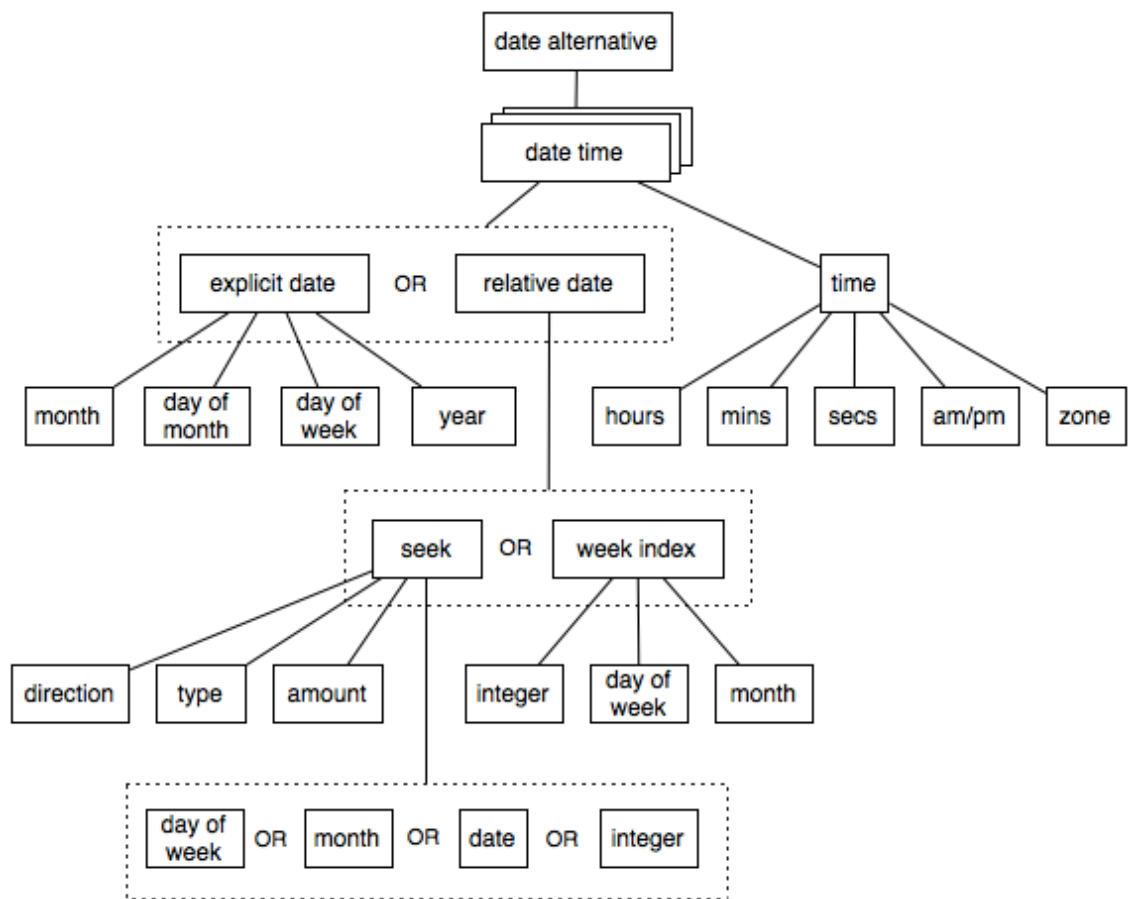 date alternative
date time
explicit date
OR
relative date
time
month
day of
month
day of
week
year
hours
mins
secs
am/pm
zone
seek
OR
week index
direction
type
amount
integer
day of
week
month
day of
week
OR
month
OR
date
OR
integer